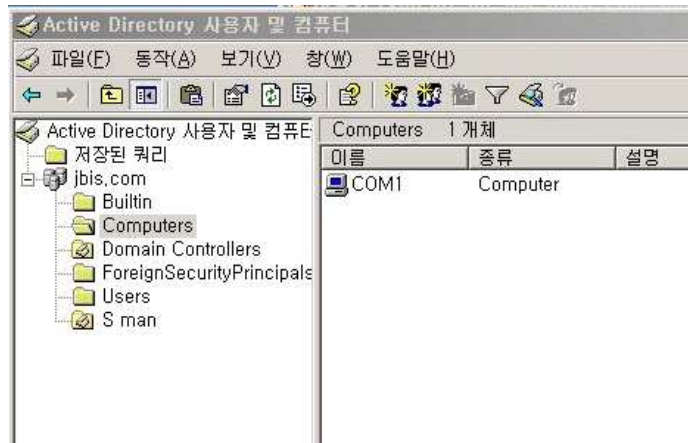 Active Directory 사용자 및 컴퓨터
파일(F) 동작(A) 보기(V) 창(W) 도움말(H)
Active Directory 사용자 및 컴퓨터
저장된 쿼리
jbis.com
Builtin
Computers
Domain Controllers
ForeignSecurityPrincipals
Users
S man
Computers 1 개체
이름 종류 설명
COM1 Computer